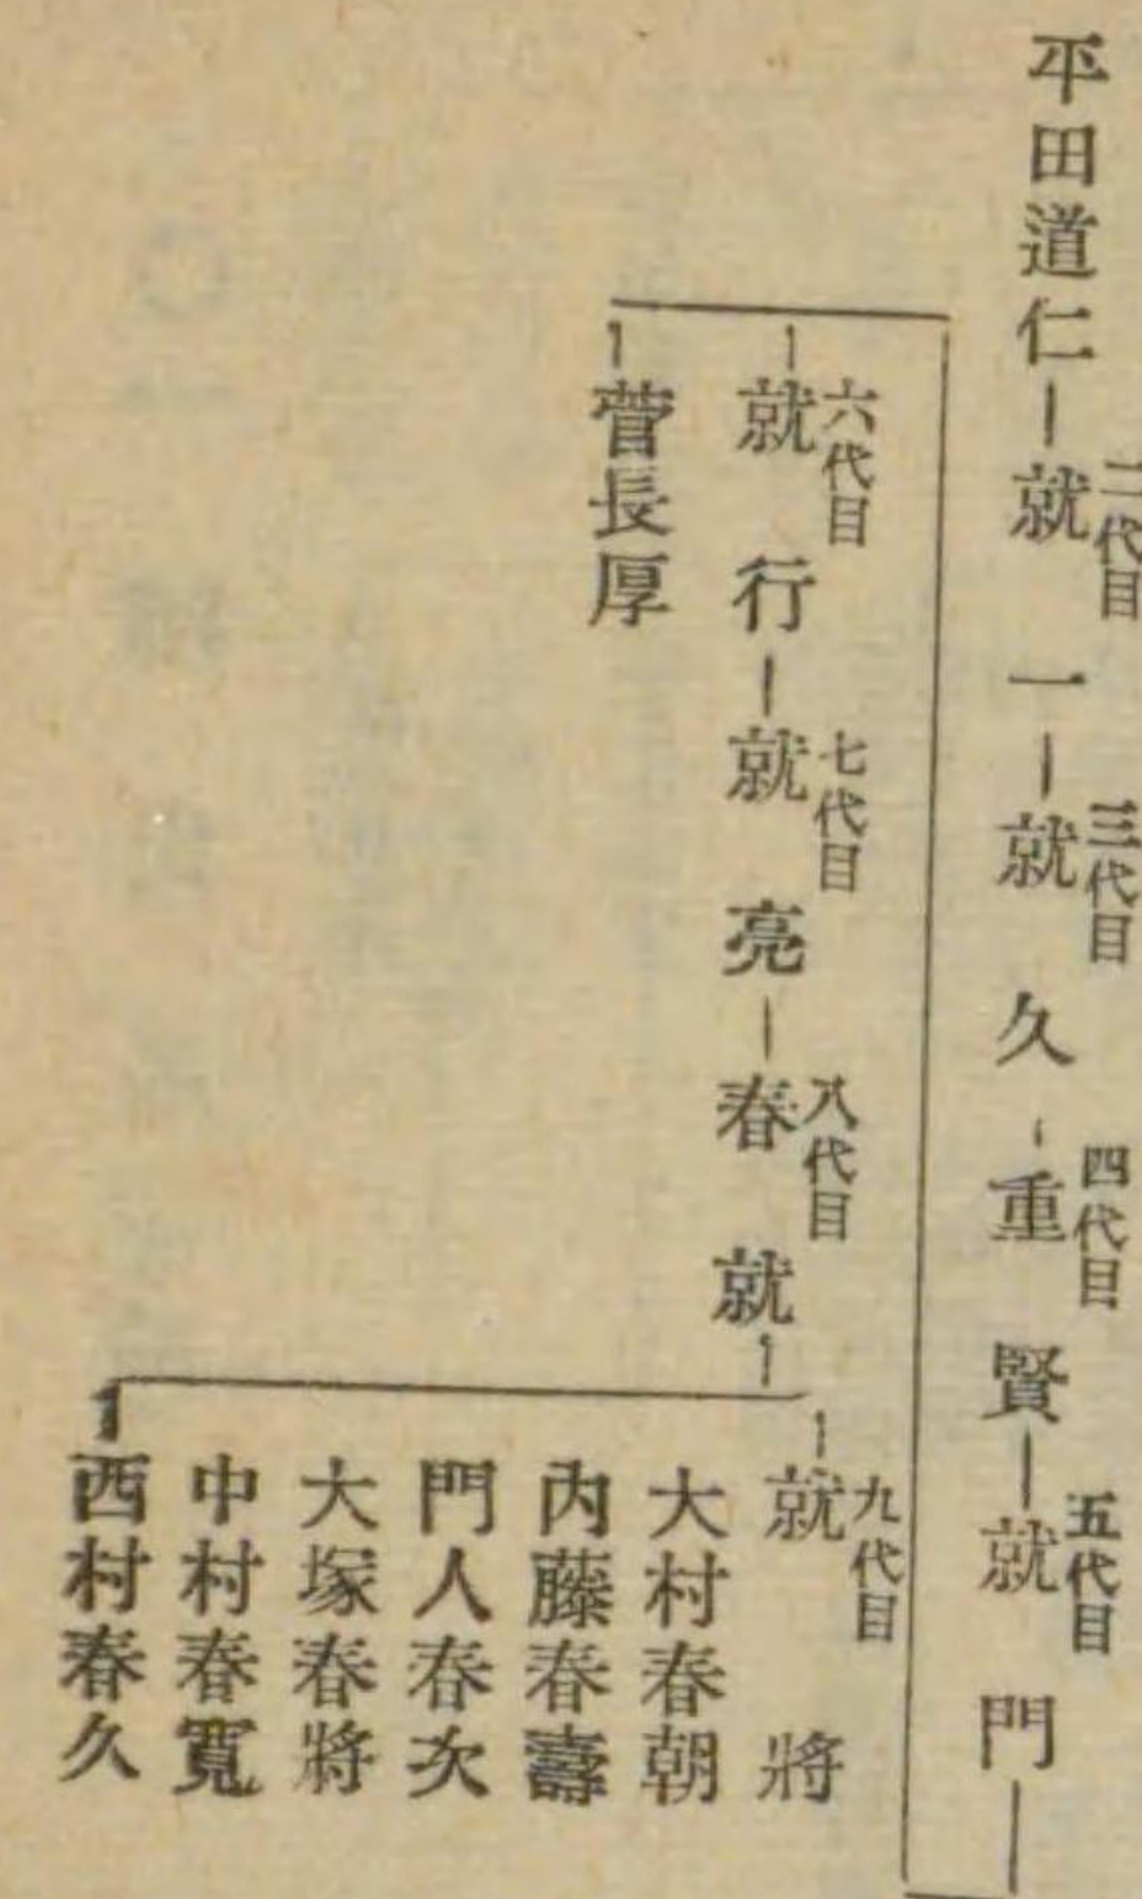 平田道仁―就一―就久―重賢―就門―
二代目
三代目
四代目
五代目
就行―就亮―春就
六代目
七代目
八代目
菅長厚
就將
九代目
大村春朝
內藤春壽
門人春次
大塚春將
中村春寬
西村春久